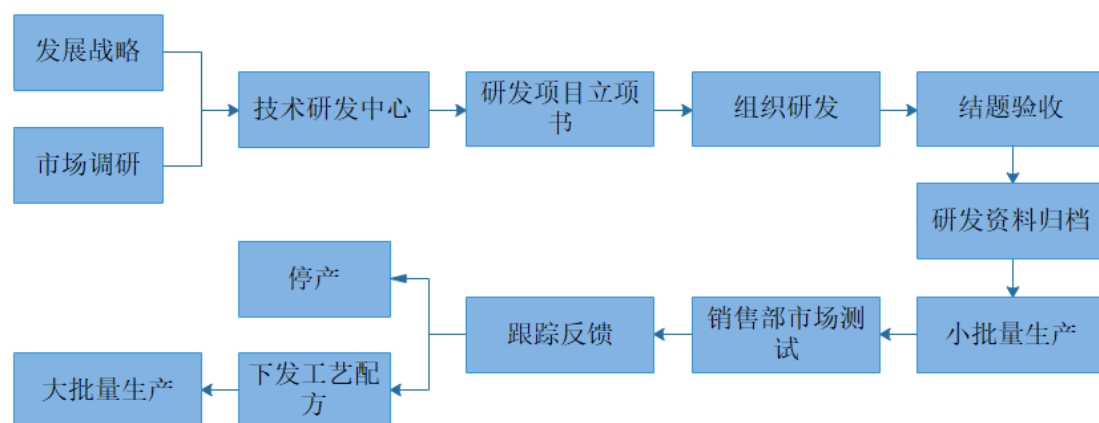 发展战略
市场调研
技术研发中心
研发项目立项
书
组织研发
结题验收
研发资料归档
小批量生产
销售部市场测
试
跟踪反馈
停产
下发工艺配
方
大批量生产